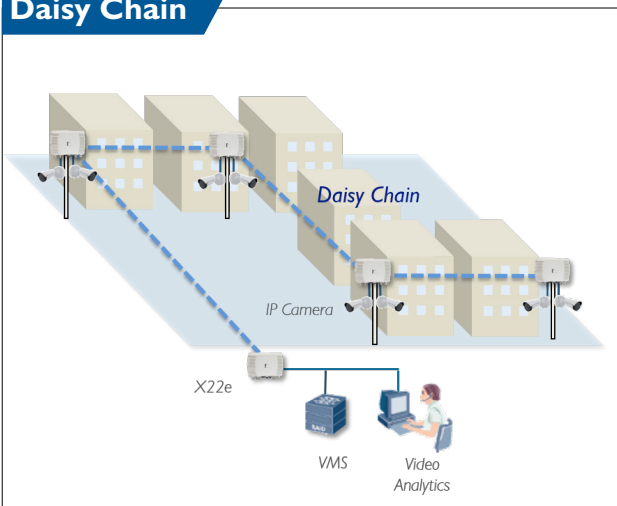 Daisy Chain
Daisy Chain
IP Camera
X22e
VMS
Video
Analytics